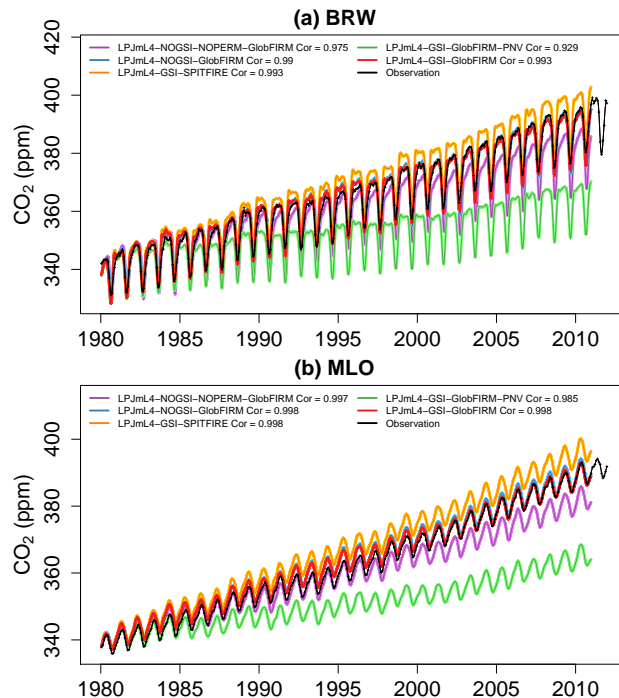 (a) BRW
LPJmL4−NOGSI−NOPERM−GlobFIRM Cor = 0.975
LPJmL4−NOGSI−GlobFIRM Cor = 0.99
LPJmL4−GSI−SPITFIRE Cor = 0.993
LPJmL4−GSI−GlobFIRM−PNV Cor = 0.929
LPJmL4−GSI−GlobFIRM Cor = 0.993
Observation
CO2 (ppm)
420
400
380
360
340
1980 1985 1990 1995 2000 2005 2010
(b) MLO
LPJmL4−NOGSI−NOPERM−GlobFIRM Cor = 0.997
LPJmL4−NOGSI−GlobFIRM Cor = 0.998
LPJmL4−GSI−SPITFIRE Cor = 0.998
LPJmL4−GSI−GlobFIRM−PNV Cor = 0.985
LPJmL4−GSI−GlobFIRM Cor = 0.998
Observation
CO2 (ppm)
400
380
360
340
1980 1985 1990 1995 2000 2005 2010